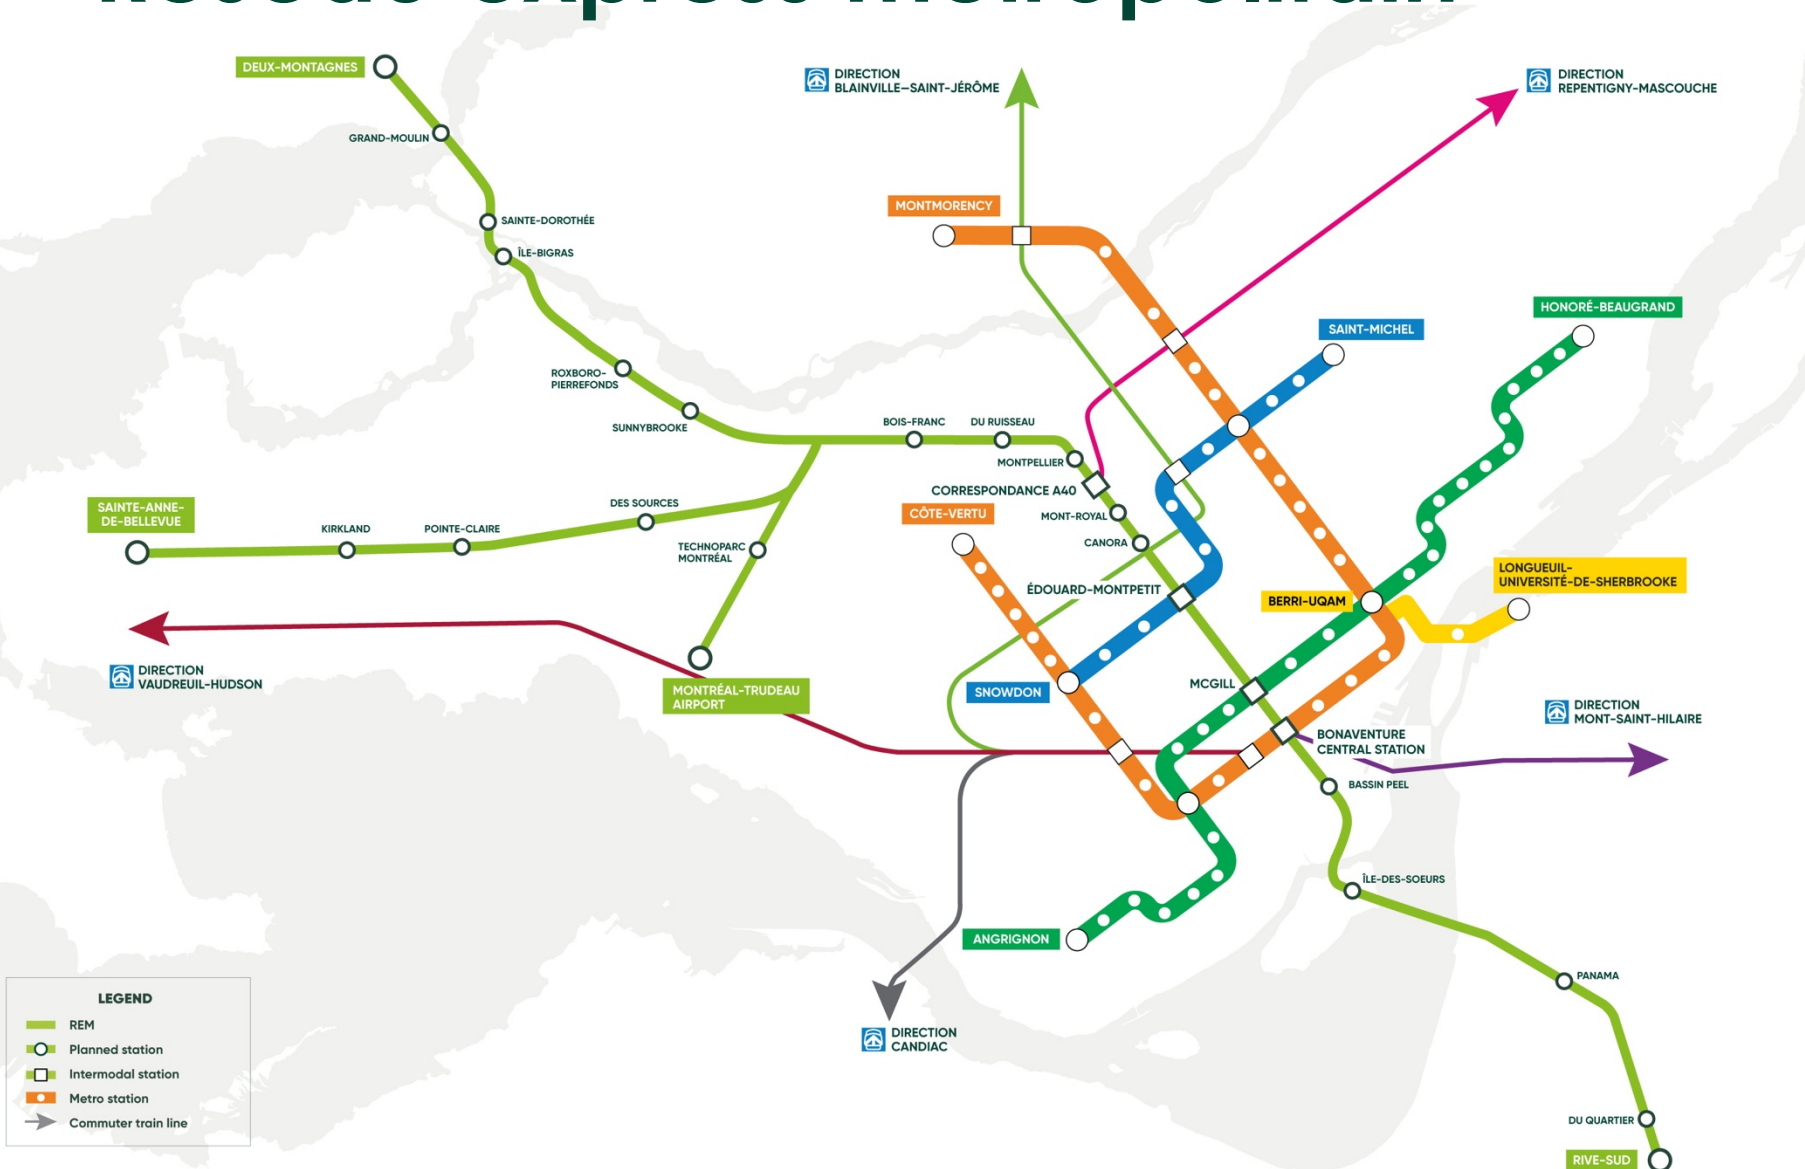 Réseau express métropolitain
DEUX-MONTAGNES
GRAND-MOULIN
SAINTE-DOROTHÉE
ÎLE-BIGRAS
ROXBORO-
PIERREFONDS
SUNNYBROOKE
BOIS-FRANC
DU RUISSEAU
MONTPELLIER
CORRESPONDANCE A40
MONT-ROYAL
CANORA
ÉDOUARD-MONTPETIT
MCGILL
BONAVENTURE
CENTRAL STATION
BASSIN PEEL
ÎLE-DES-SOEURS
PANAMA
DU QUARTIER
RIVE-SUD
SAINTE-ANNE-
DE-BELLEVUE
KIRKLAND
POINTE-CLAIRE
DES SOURCES
TECHNOPARC
MONTRÉAL
MONTRÉAL-TRUDEAU
AIRPORT
DIRECTION
BLAINVILLE–SAINT-JÉRÔME
DIRECTION
REPENTIGNY-MASCOUCHE
MONTMORENCY
SAINT-MICHEL
HONORÉ-BEAUGRAND
CÔTE-VERTU
SNOWDON
BERRI-UQAM
LONGUEUIL-
UNIVERSITÉ-DE-SHERBROOKE
ANGRIGNON
DIRECTION
VAUDREUIL-HUDSON
DIRECTION
MONT-SAINT-HILAIRE
DIRECTION
CANDIAC
LEGEND
REM
Planned station
Intermodal station
Metro station
Commuter train line